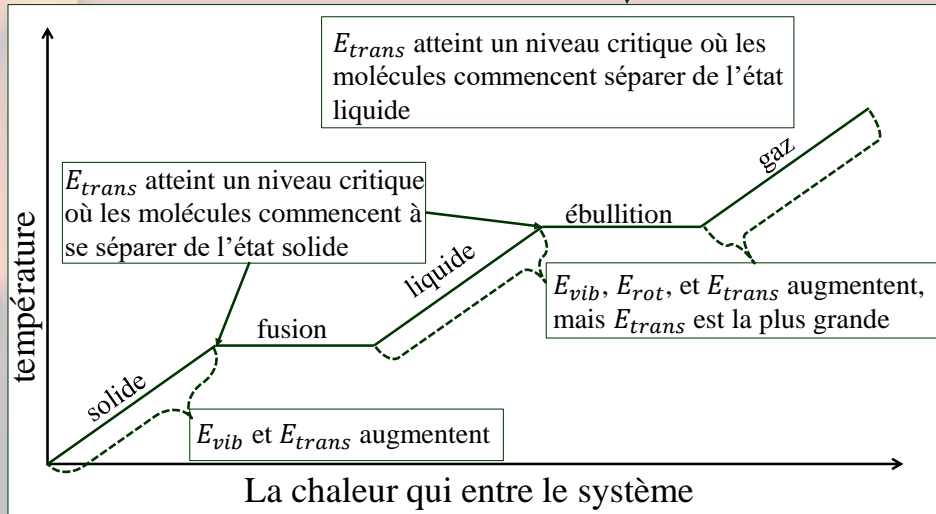 E_trans atteint un niveau critique où les
molécules commencent séparer de l’état
liquide
E_trans atteint un niveau critique
où les molécules commencent à
se séparer de l’état solide
gaz
ébullition
liquide
température
E_vib, E_rot, et E_trans augmentent,
mais E_trans est la plus grande
fusion
solide
E_vib et E_trans augmentent
La chaleur qui entre le système